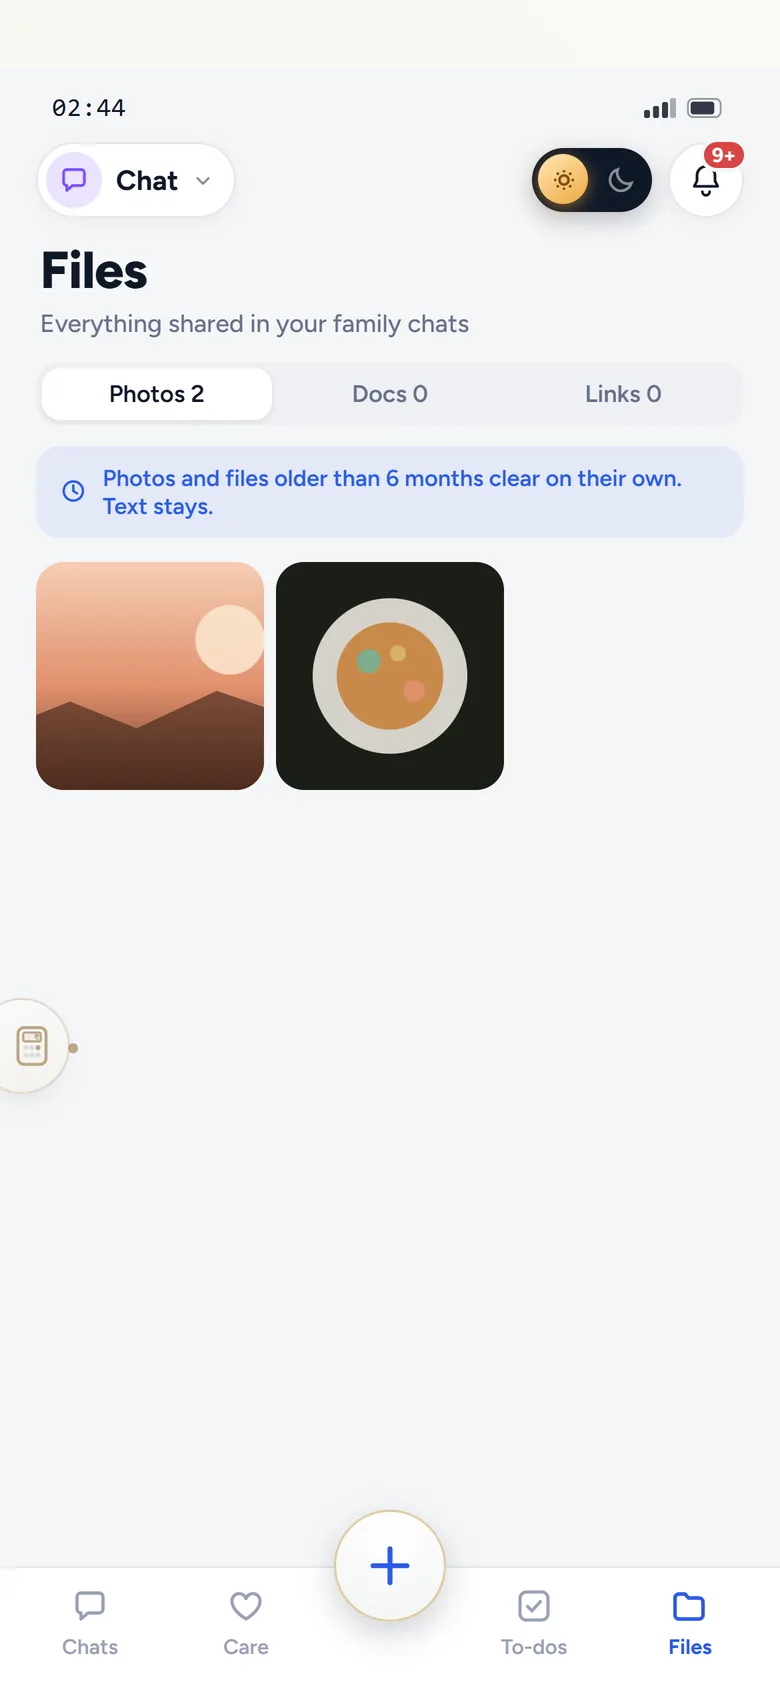 02:44
Chat
9+
Files
Everything shared in your family chats
Photos 2
Docs 0
Links 0
Photos and files older than 6 months clear on their own.
Text stays.
Chats
Care
To-dos
Files